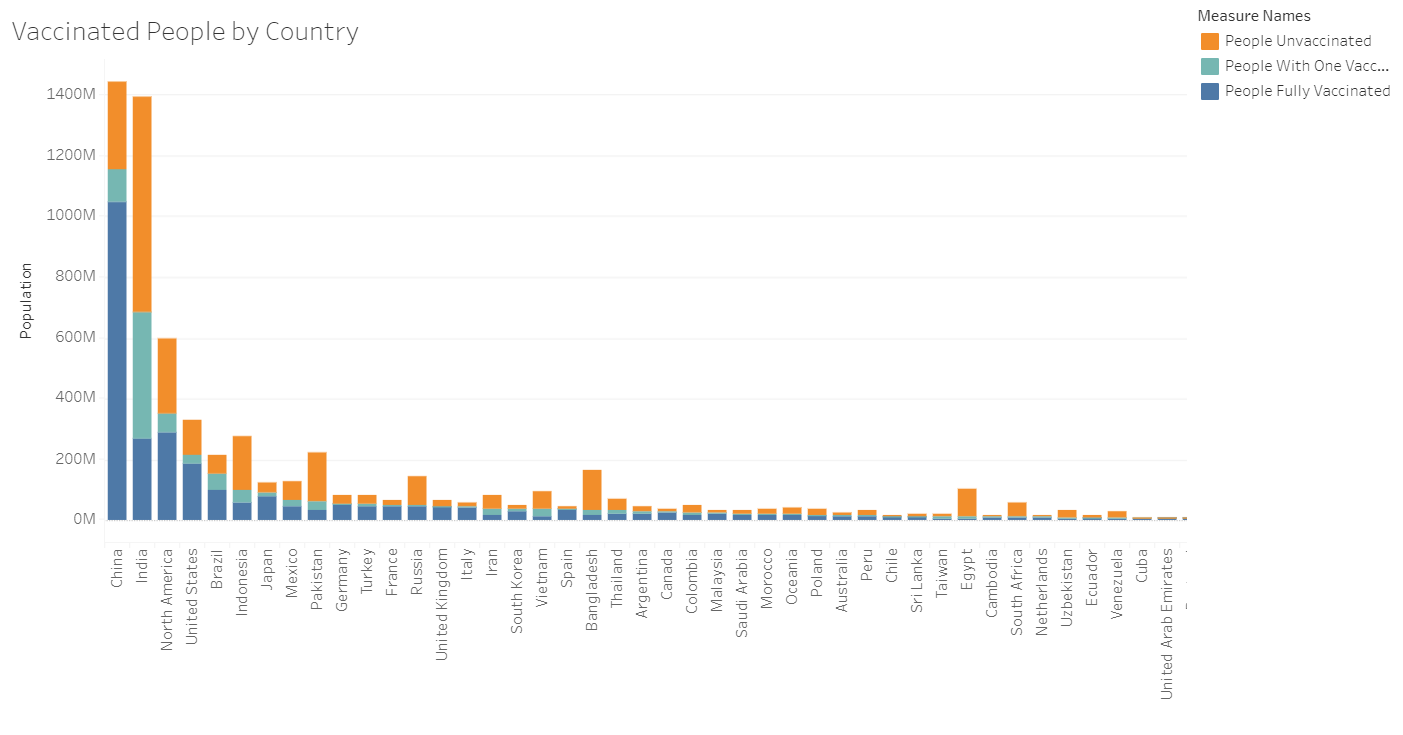 Vaccinated People by Country
Measure Names
People Unvaccinated
People With One Vacc...
People Fully Vaccinated
Population
1400M
1200M
1000M
800M
600M
400M
200M
0M
China
India
North America
United States
Brazil
Indonesia
Japan
Mexico
Pakistan
Germany
Turkey
France
Russia
United Kingdom
Italy
Iran
South Korea
Vietnam
Spain
Bangladesh
Thailand
Argentina
Canada
Colombia
Malaysia
Saudi Arabia
Morocco
Oceania
Poland
Australia
Peru
Chile
Sri Lanka
Taiwan
Egypt
Cambodia
South Africa
Netherlands
Uzbekistan
Ecuador
Venezuela
Cuba
United Arab Emirates